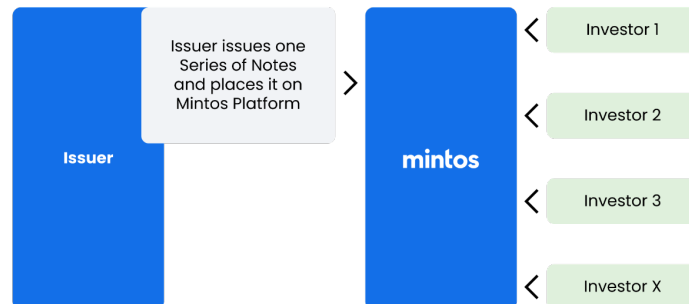 Issuer
Issuer issues one
Series of Notes
and places it on
Mintos Platform
mintos
Investor 1
Investor 2
Investor 3
Investor X